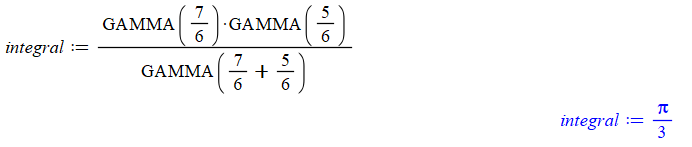 integral := GAMMA(7/6)·GAMMA(5/6) / GAMMA(7/6 + 5/6)
integral := π/3